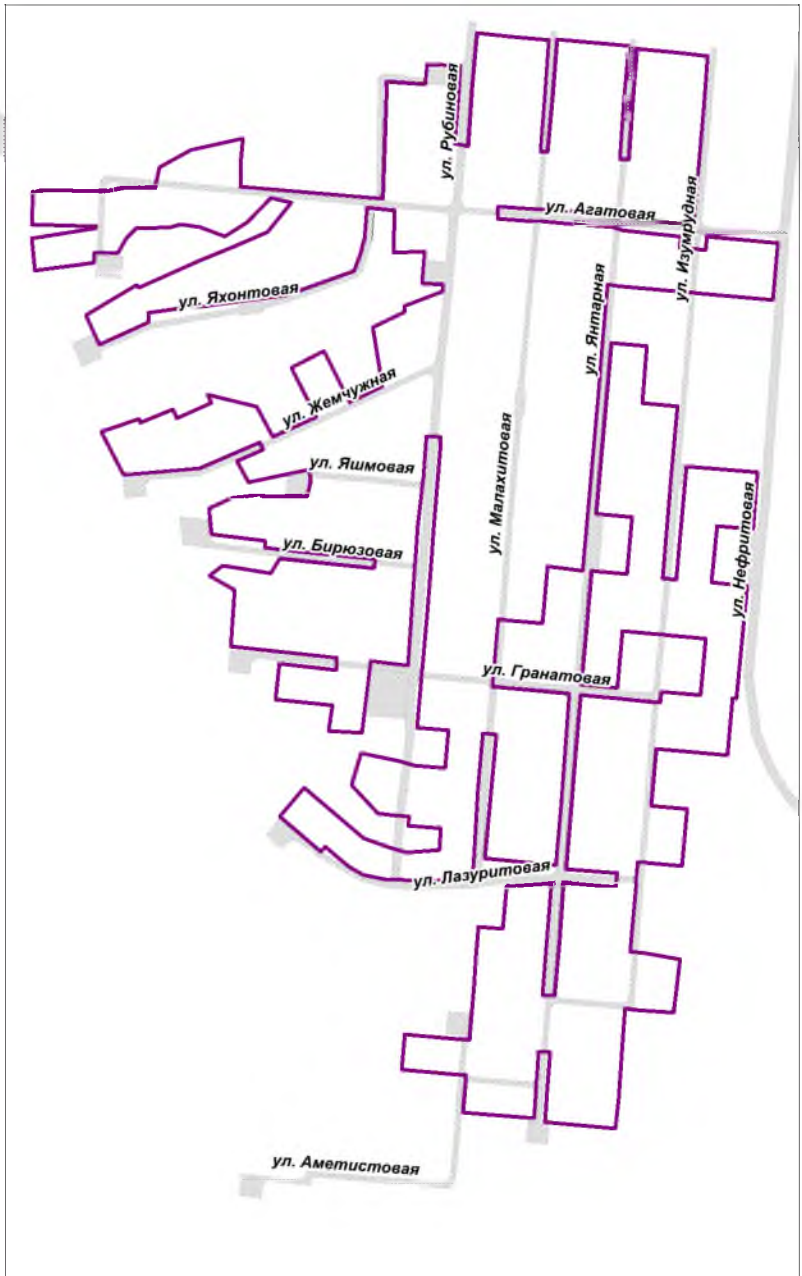 ул. Рубиновая
ул. Агатовая
ул. Изумрудная
ул. Яхонтовая
ул. Янтарная
ул. Жемчужная
ул. Малахитовая
ул. Яшмовая
ул. Нефритовая
ул. Бирюзовая
ул. Гранатовая
ул. Лазуритовая
ул. Аметистовая